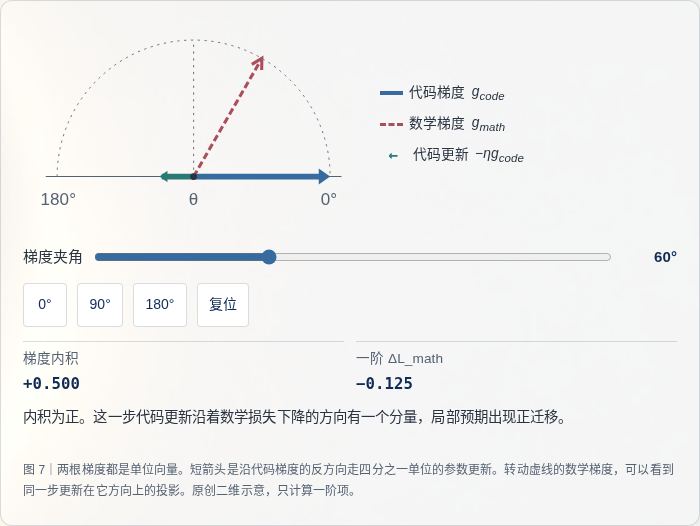 代码梯度 g_code
数学梯度 g_math
← 代码更新 −ηg_code
180° θ 0°
梯度夹角 60°
0° 90° 180° 复位
梯度内积 一阶 ΔL_math
+0.500 −0.125
内积为正。这一步代码更新沿着数学损失下降的方向有一个分量，局部预期出现正迁移。
图 7｜两根梯度都是单位向量。短箭头是沿代码梯度的反方向走四分之一单位的参数更新。转动虚线的数学梯度，可以看到
同一步更新在它方向上的投影。原创二维示意，只计算一阶项。